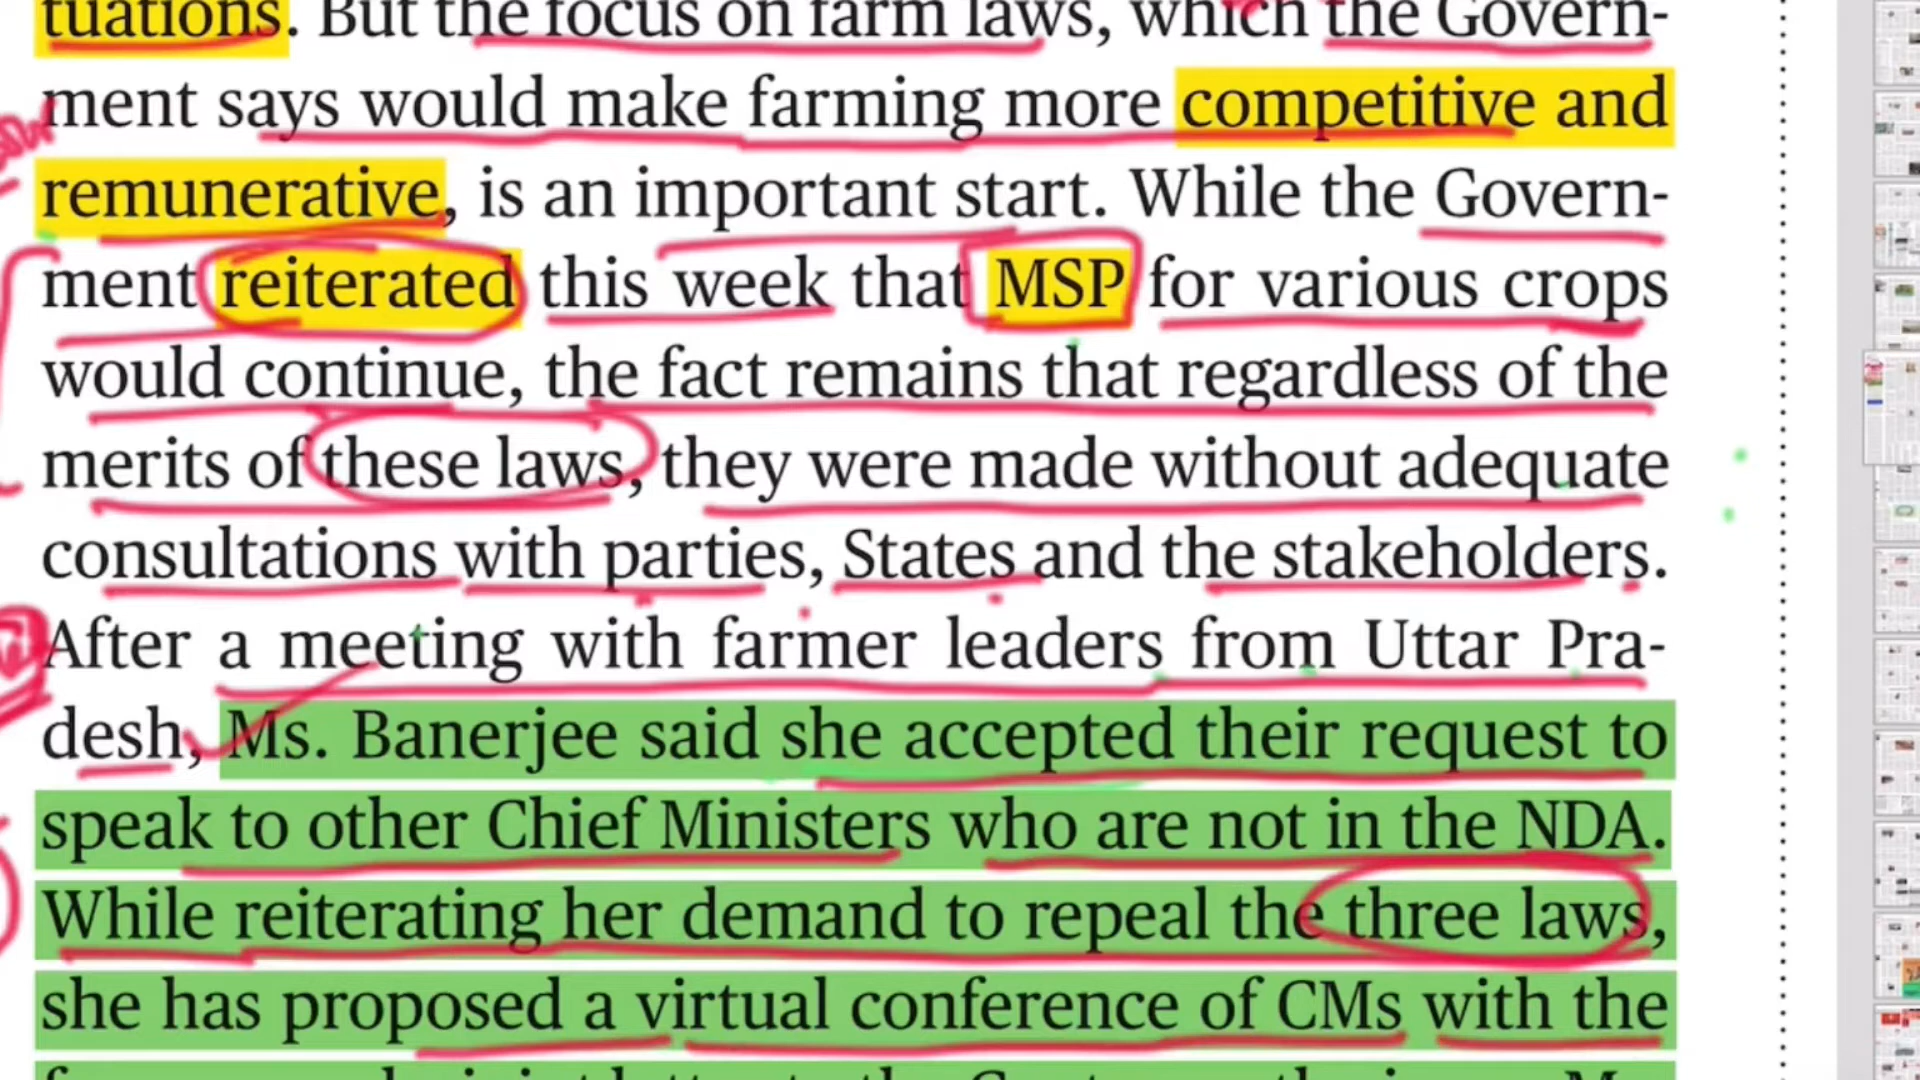 tuations. But the focus on farm laws, which the Govern-
ment says would make farming more competitive and
remunerative, is an important start. While the Govern-
ment reiterated this week that MSP for various crops
would continue, the fact remains that regardless of the
merits of these laws, they were made without adequate
consultations with parties, States and the stakeholders.
After a meeting with farmer leaders from Uttar Pra-
desh, Ms. Banerjee said she accepted their request to
speak to other Chief Ministers who are not in the NDA.
While reiterating her demand to repeal the three laws,
she has proposed a virtual conference of CMs with the